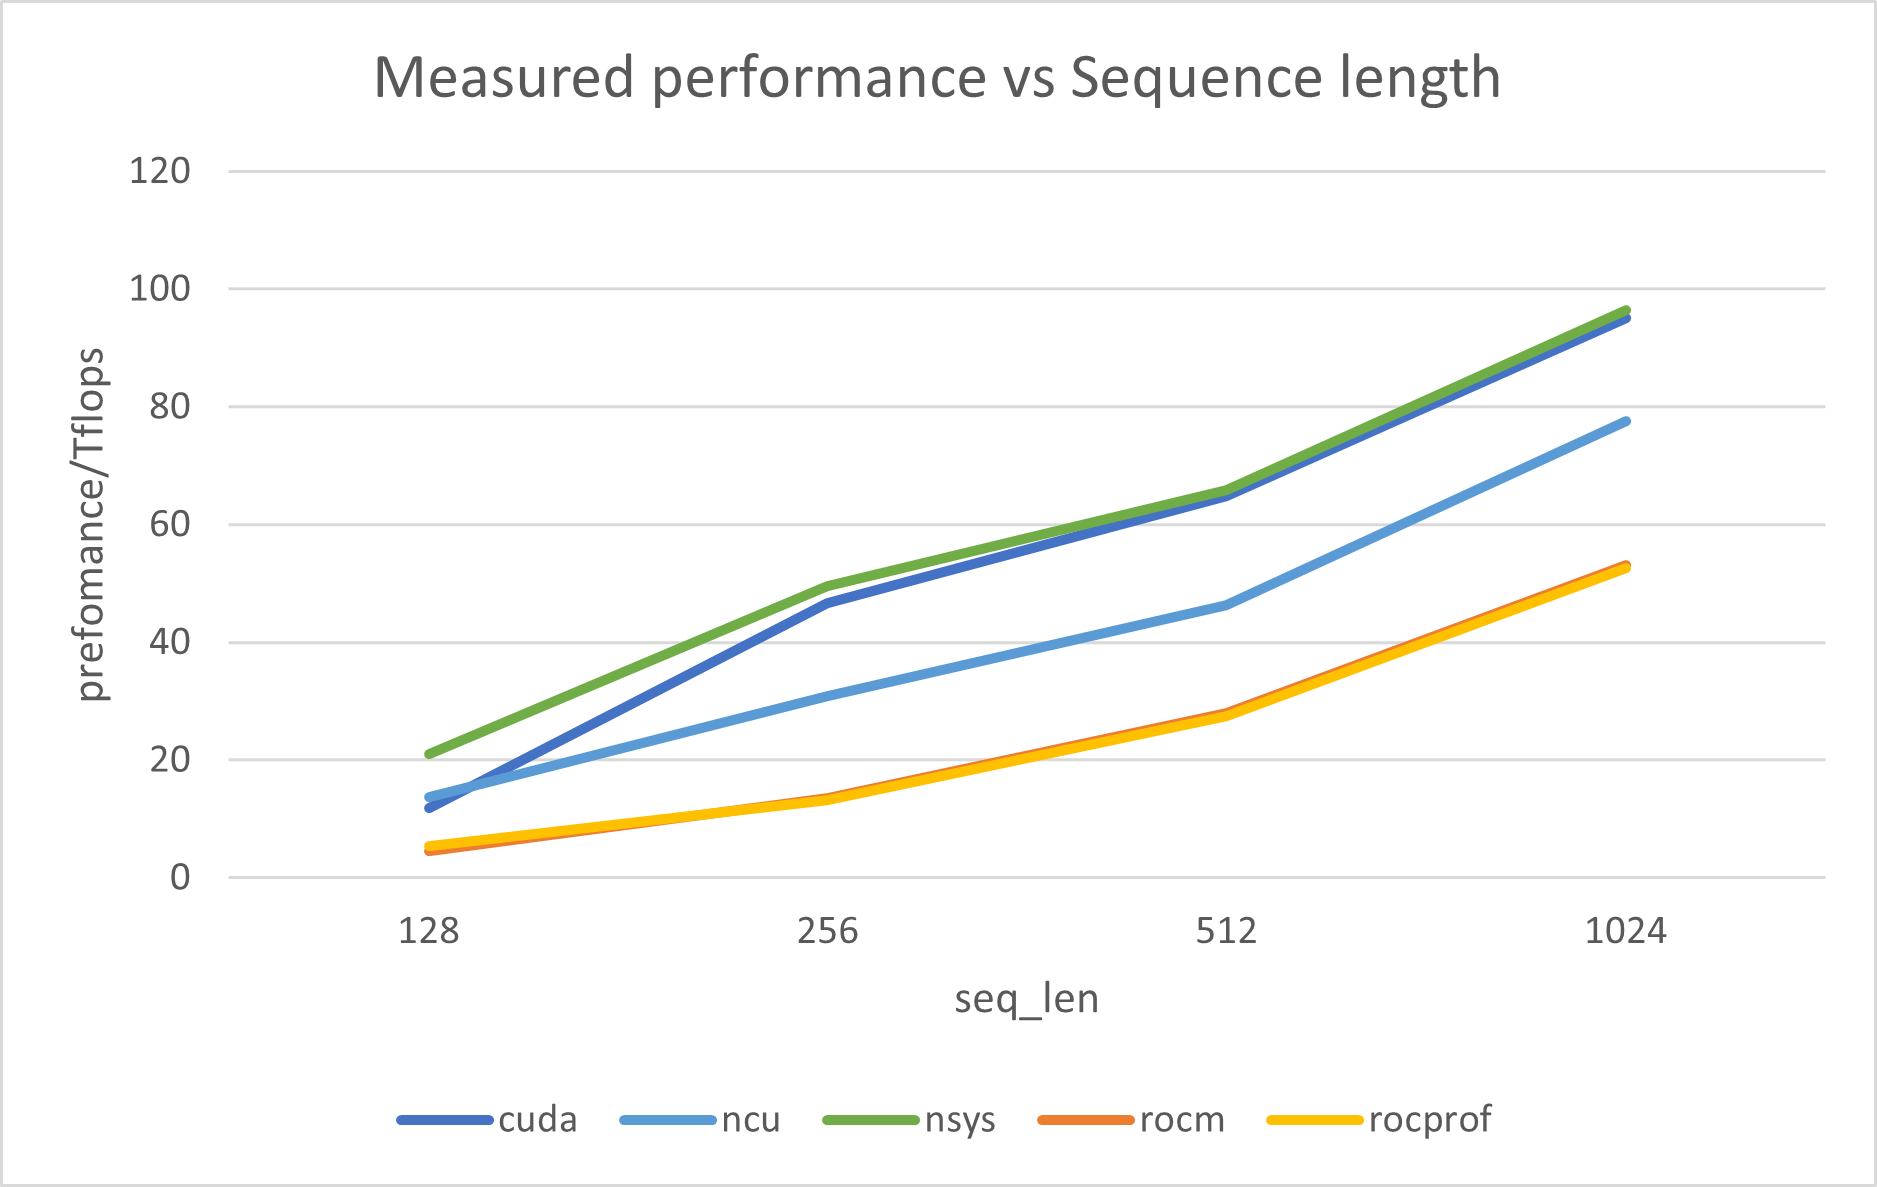 Measured performance vs Sequence length
prefomance/Tflops
120
100
80
60
40
20
0
128 256 512 1024
seq_len
cuda ncu nsys rocm rocprof